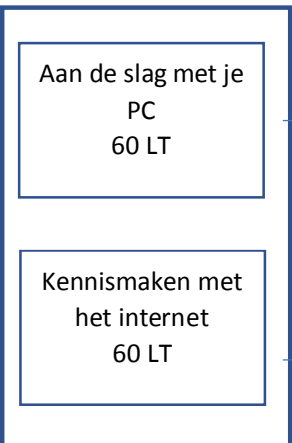 Aan de slag met je
PC
60 LT
Kennismaken met
het internet
60 LT